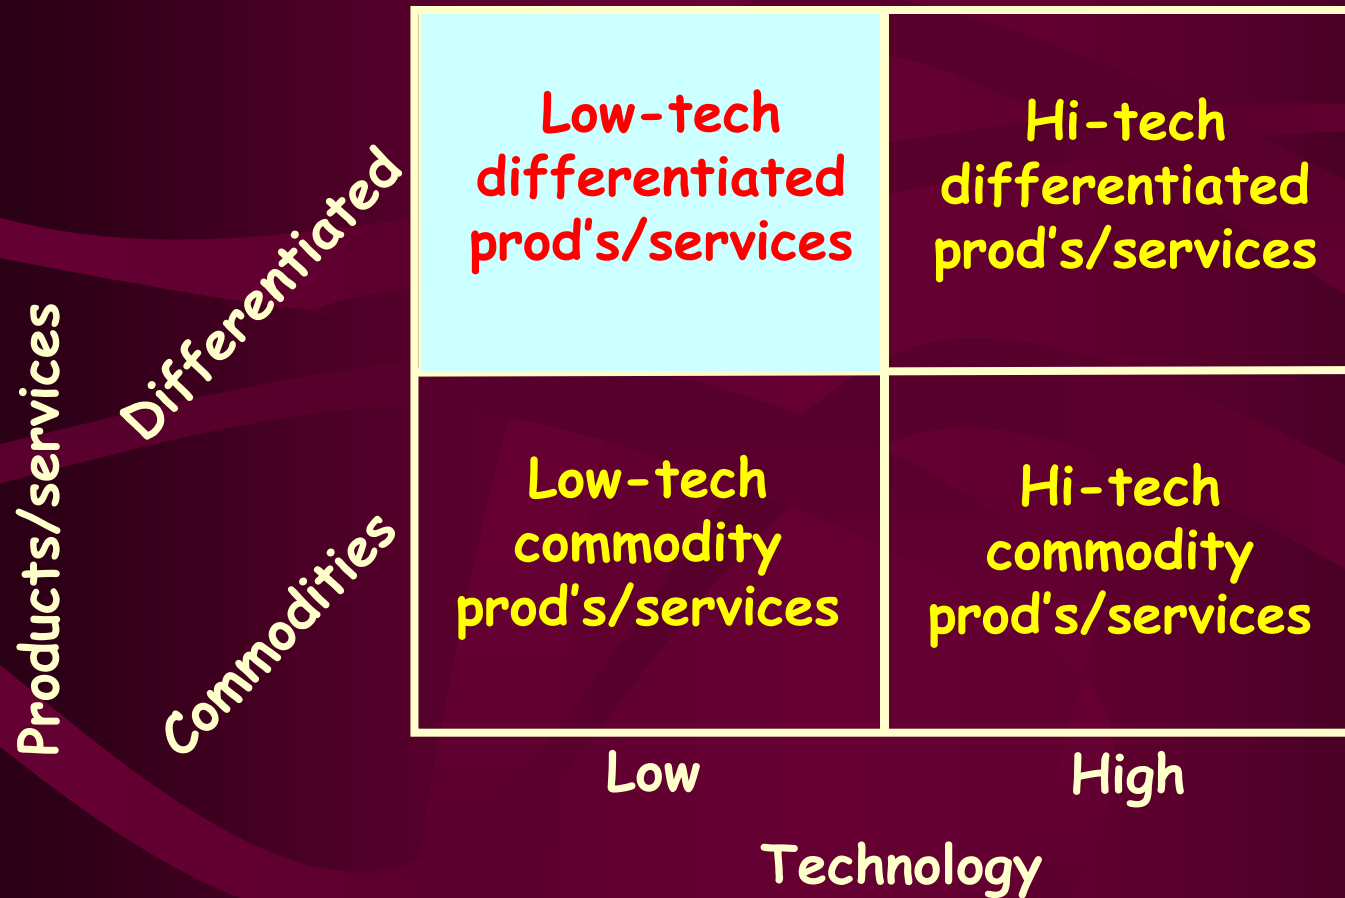 Low-tech
differentiated
prod's/services
Hi-tech
differentiated
prod's/services
Differentiated
Products/services
Low-tech
commodity
prod's/services
Hi-tech
commodity
prod's/services
Commodities
Low
High
Technology